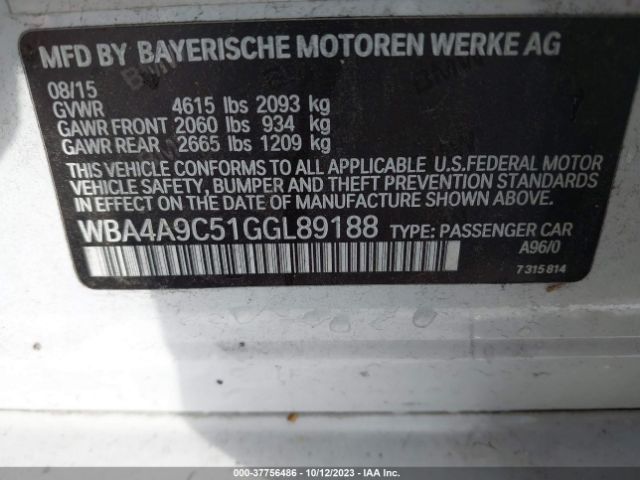 MFD BY BAYERISCHE MOTOREN WERKE AG
08/15
GVWR 4615 lbs 2093 kg
GAWR FRONT 2060 lbs 934 kg
GAWR REAR 2665 lbs 1209 kg
THIS VEHICLE CONFORMS TO ALL APPLICABLE U.S.FEDERAL MOTOR
VEHICLE SAFETY, BUMPER AND THEFT PREVENTION STANDARDS
IN EFFECT ON THE DATE OF MANUFACTURE SHOWN ABOVE.
WBA4A9C51GGL89188 TYPE: PASSENGER CAR
A96/0
7 315 814
000-37756486 - 10/12/2023 - IAAI.COM